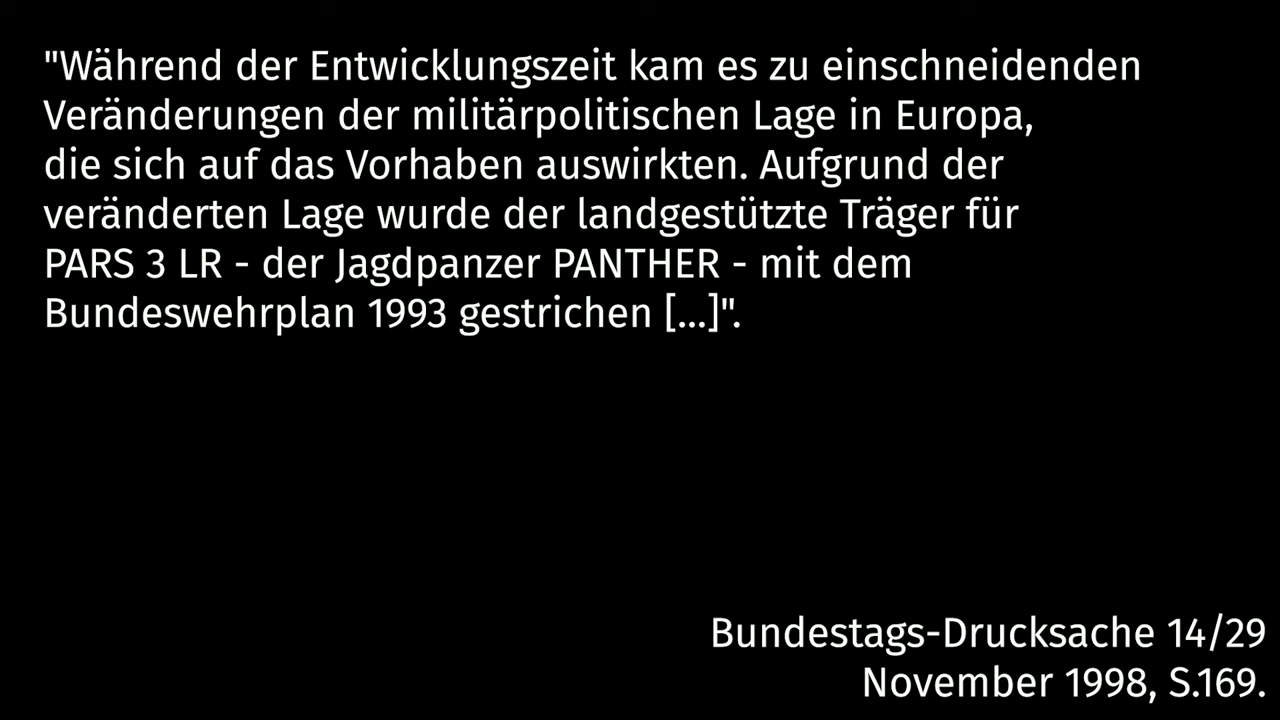 "Während der Entwicklungszeit kam es zu einschneidenden
Veränderungen der militärpolitischen Lage in Europa,
die sich auf das Vorhaben auswirkten. Aufgrund der
veränderten Lage wurde der landgestützte Träger für
PARS 3 LR - der Jagdpanzer PANTHER - mit dem
Bundeswehrplan 1993 gestrichen [...]".
Bundestags-Drucksache 14/29
November 1998, S.169.